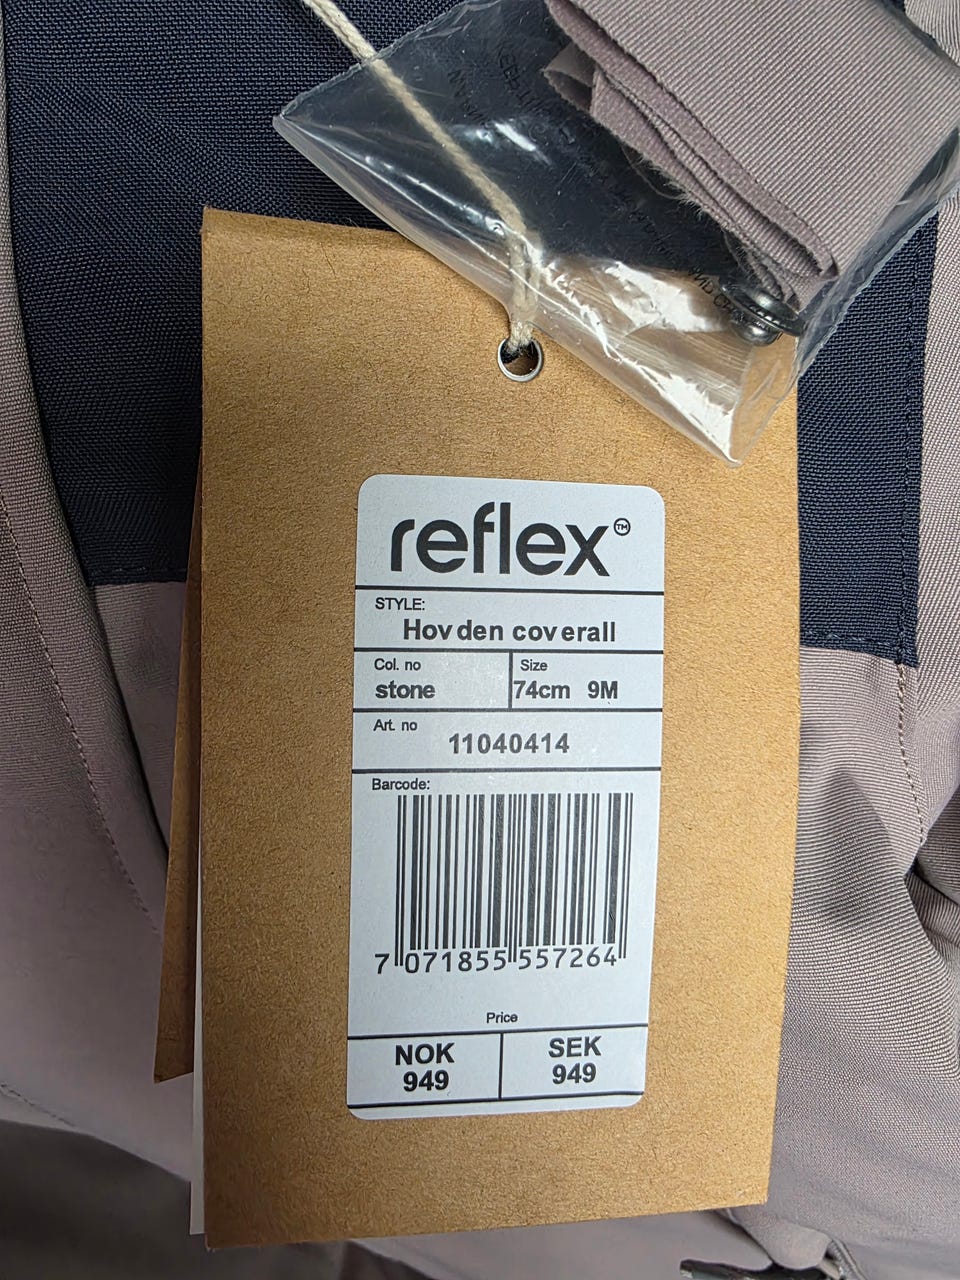 reflex™
STYLE:
Hovden coverall
Col. no Size
stone 74cm 9M
Art. no
11040414
Barcode:
7 071855 557264
Price
NOK SEK
949 949